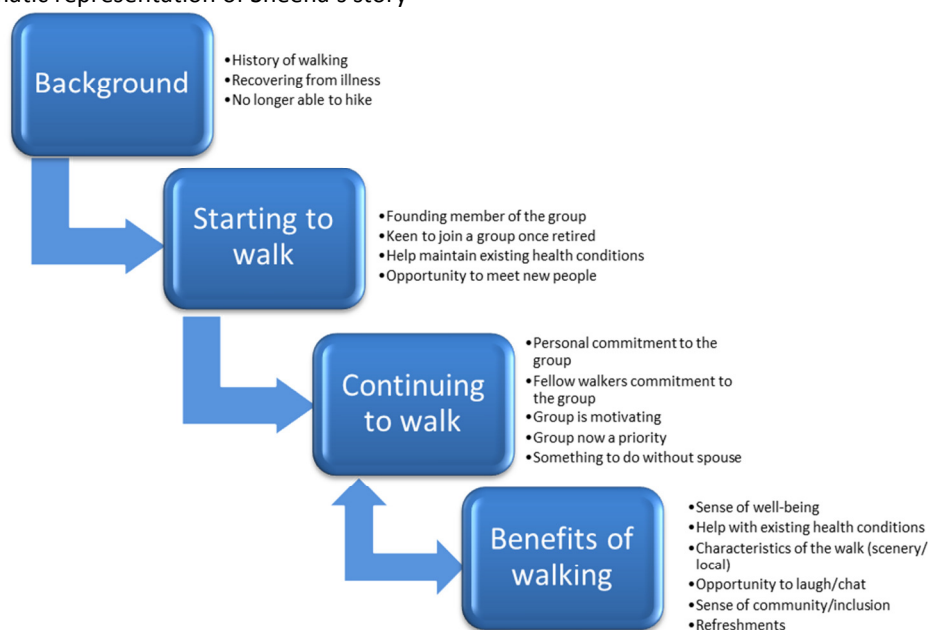 representation of Sheena's story
Background
•History of walking
•Recovering from illness
•No longer able to hike
Starting to
walk
•Founding member of the group
•Keen to join a group once retired
•Help maintain existing health conditions
•Opportunity to meet new people
Continuing
to walk
•Personal commitment to the
group
•Fellow walkers commitment to
the group
•Group is motivating
•Group now a priority
•Something to do without spouse
Benefits of
walking
•Sense of well-being
•Help with existing health conditions
•Characteristics of the walk (scenery/
local)
•Opportunity to laugh/chat
•Sense of community/inclusion
•Refreshments